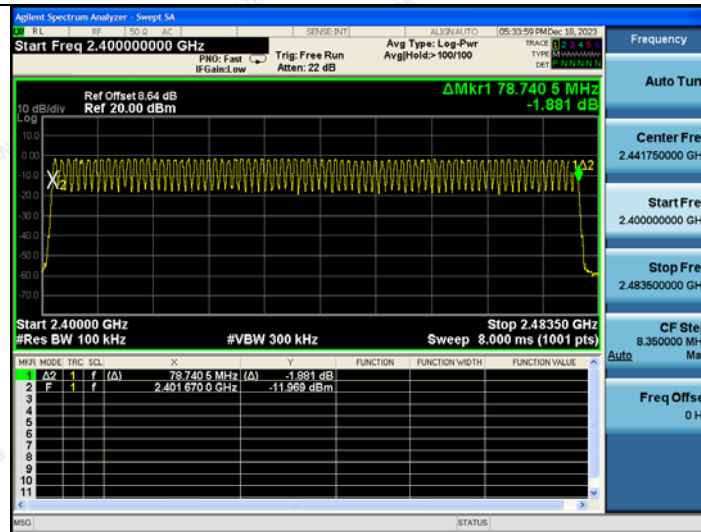 Agilent Spectrum Analyzer - Swept SA
RL RF 50 Ω AC SENSE:INT ALIGN AUTO 05:33:59 PM Dec 18, 2023
Start Freq 2.400000000 GHz
PNO: Fast
IFGain:Low
Trig: Free Run
Atten: 22 dB
Avg Type: Log-Pwr
Avg|Hold:>100/100
TRACE 1 2 3 4 5 6
TYPE M
DET P N N N N N
Ref Offset 8.64 dB
10 dB/div Ref 20.00 dBm
Log
ΔMkr1 78.740 5 MHz
-1.881 dB
10.0
0.00
-10.0
-20.0
-30.0
-40.0
-50.0
-60.0
-70.0
2
1Δ2
Start 2.40000 GHz Stop 2.48350 GHz
#Res BW 100 kHz #VBW 300 kHz Sweep 8.000 ms (1001 pts)
MKR MODE TRC SCL X Y FUNCTION FUNCTION WIDTH FUNCTION VALUE
1 Δ2 1 f (Δ) 78.740 5 MHz (Δ) -1.881 dB
2 F 1 f 2.401 670 0 GHz -11.969 dBm
3
4
5
6
7
8
9
10
11
MSG STATUS
Frequency
Auto Tun
Center Fre
2.441750000 GH
Start Fre
2.400000000 GH
Stop Fre
2.483500000 GH
CF Ste
8.350000 MH
Auto Ma
Freq Offse
0 H